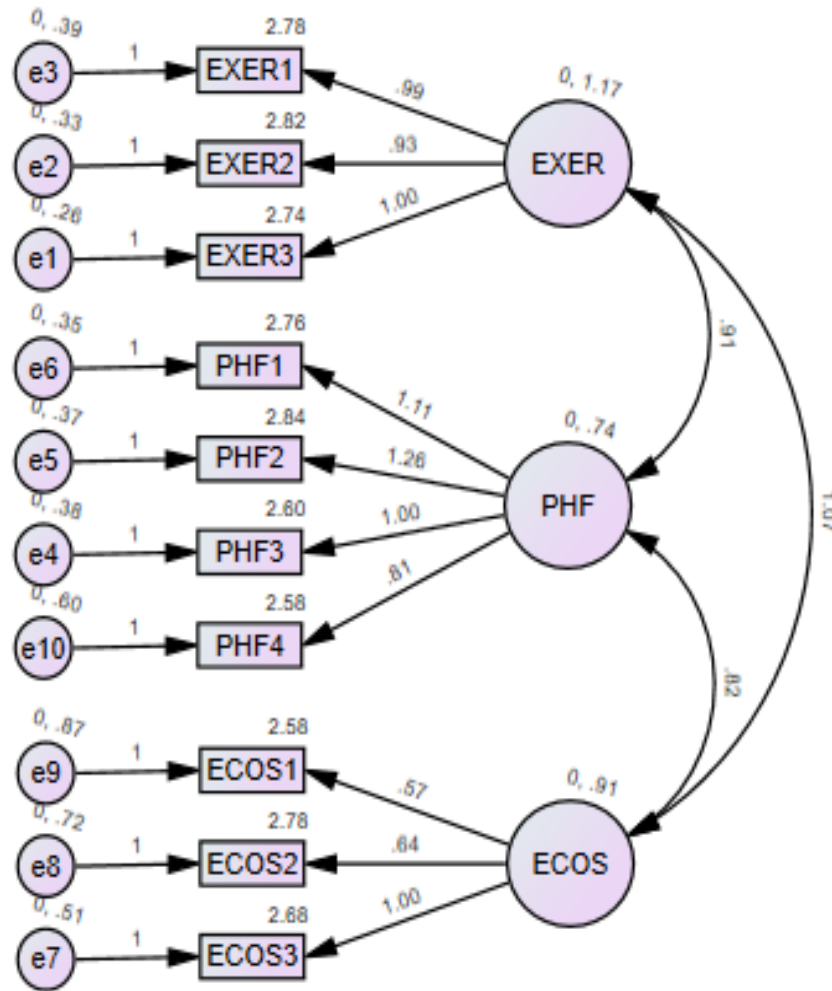 0, .39
e3
1
2.78
EXER1
.99
0, .33
e2
1
2.82
EXER2
.93
0, .26
e1
1
2.74
EXER3
1.00
0, 1.17
EXER
.91
1.07
0, .35
e6
1
2.76
PHF1
1.11
0, .37
e5
1
2.84
PHF2
1.26
0, .38
e4
1
2.60
PHF3
1.00
0, .60
e10
1
2.58
PHF4
.81
0, .74
PHF
.82
0, .87
e9
1
2.58
ECOS1
.57
0, .72
e8
1
2.78
ECOS2
.64
0, .51
e7
1
2.68
ECOS3
1.00
0, .91
ECOS